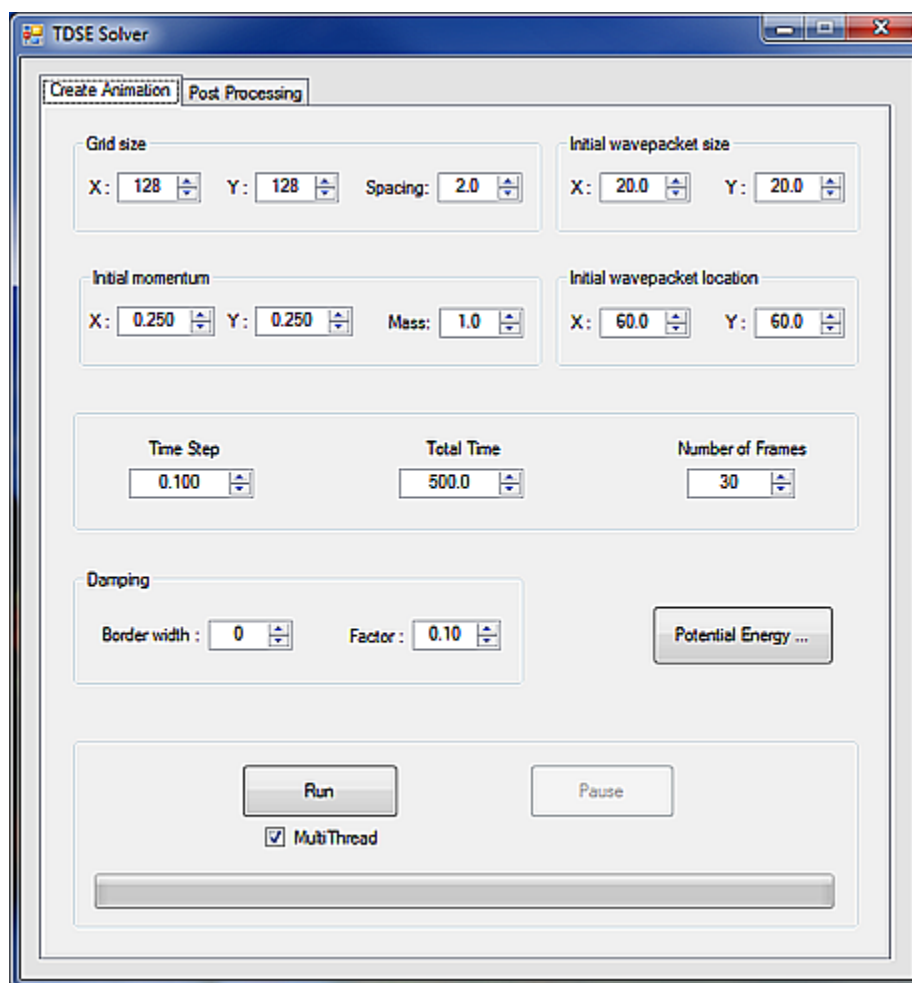 TDSE Solver
Create Animation Post Processing
Grid size
X: 128 Y: 128 Spacing: 2.0
Initial wavepacket size
X: 20.0 Y: 20.0
Initial momentum
X: 0.250 Y: 0.250 Mass: 1.0
Initial wavepacket location
X: 60.0 Y: 60.0
Time Step Total Time Number of Frames
0.100 500.0 30
Damping
Border width : 0 Factor : 0.10
Potential Energy ...
Run Pause
MultiThread